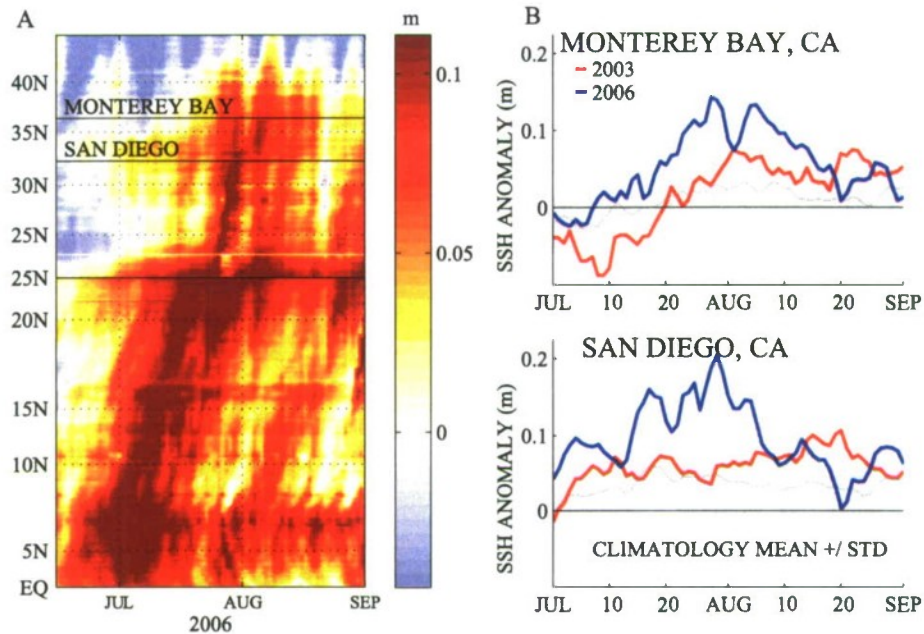 A
m
40N
MONTEREY BAY
35N
SAN DIEGO
30N
25N
25N
20N
15N
10N
5N
EQ
JUL AUG SEP
2006
0.1
0.05
0
B
MONTEREY BAY, CA
2003
2006
SSH ANOMALY (m)
0.2
0.1
0
JUL 10 20 AUG 10 20 SEP
SAN DIEGO, CA
SSH ANOMALY (m)
0.2
0.1
0
CLIMATOLOGY MEAN +/ STD
JUL 10 20 AUG 10 20 SEP